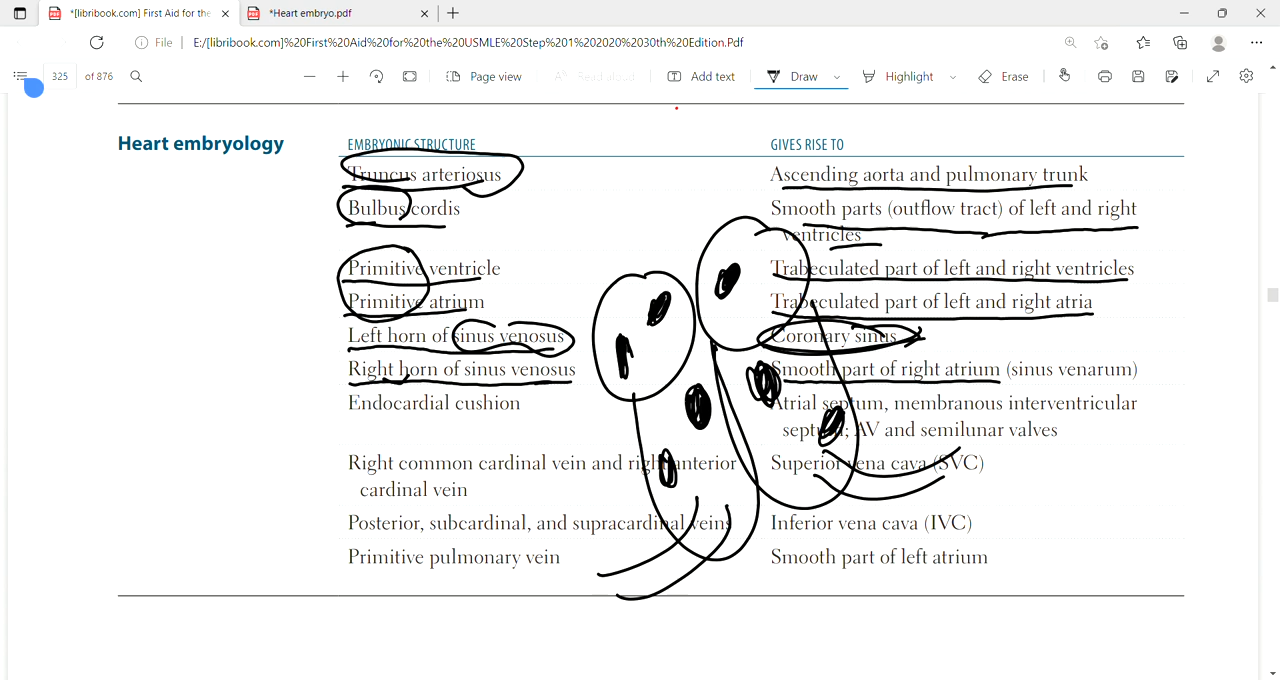 *[libribook.com] First Aid for the
*Heart embryo.pdf
File | E:/[libribook.com]%20First%20Aid%20for%20the%20USMLE%20Step%201%202020%2030th%20Edition.Pdf
325 of 876
Page view
Read aloud
Add text
Draw
Highlight
Erase
Heart embryology
EMBRYONIC STRUCTURE
GIVES RISE TO
Truncus arteriosus
Ascending aorta and pulmonary trunk
Bulbus cordis
Smooth parts (outflow tract) of left and right
ventricles
Primitive ventricle
Trabeculated part of left and right ventricles
Primitive atrium
Trabeculated part of left and right atria
Left horn of sinus venosus
Coronary sinus
Right horn of sinus venosus
Smooth part of right atrium (sinus venarum)
Endocardial cushion
Atrial septum, membranous interventricular
septum; AV and semilunar valves
Right common cardinal vein and right anterior
cardinal vein
Superior vena cava (SVC)
Posterior, subcardinal, and supracardinal veins
Inferior vena cava (IVC)
Primitive pulmonary vein
Smooth part of left atrium